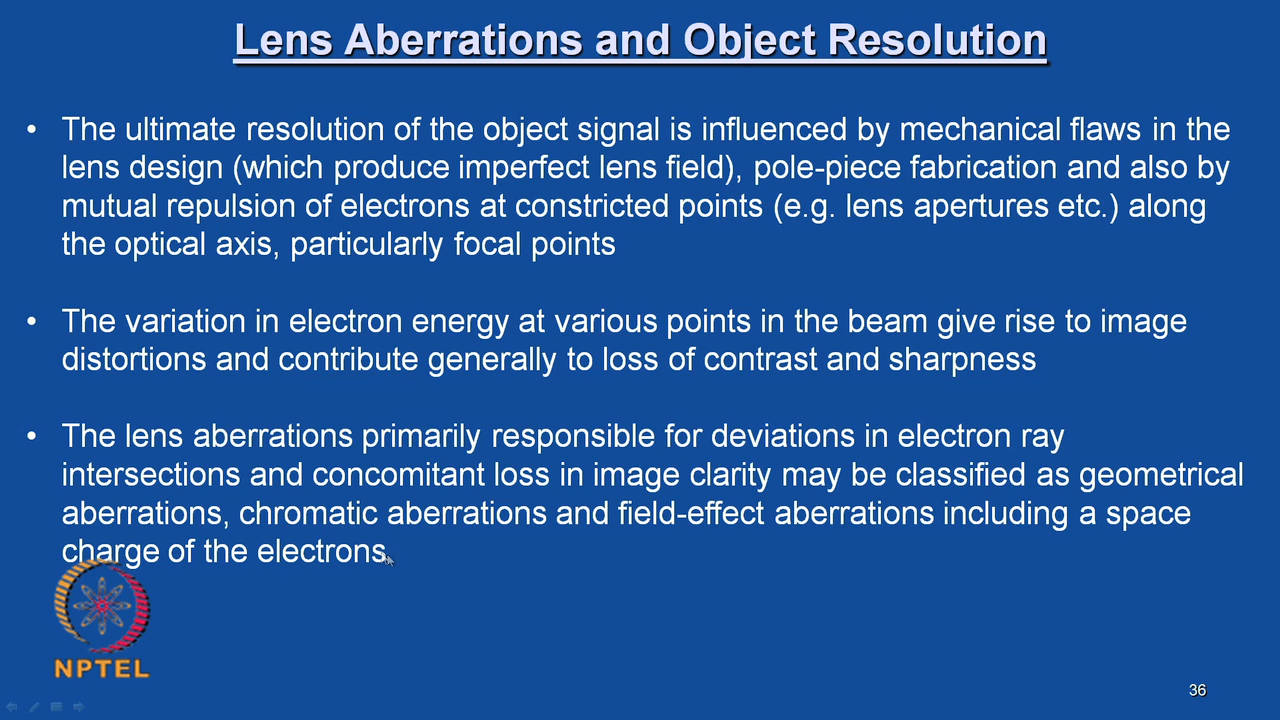 Lens Aberrations and Object Resolution
• The ultimate resolution of the object signal is influenced by mechanical flaws in the
lens design (which produce imperfect lens field), pole-piece fabrication and also by
mutual repulsion of electrons at constricted points (e.g. lens apertures etc.) along
the optical axis, particularly focal points
• The variation in electron energy at various points in the beam give rise to image
distortions and contribute generally to loss of contrast and sharpness
• The lens aberrations primarily responsible for deviations in electron ray
intersections and concomitant loss in image clarity may be classified as geometrical
aberrations, chromatic aberrations and field-effect aberrations including a space
charge of the electrons.
NPTEL
36